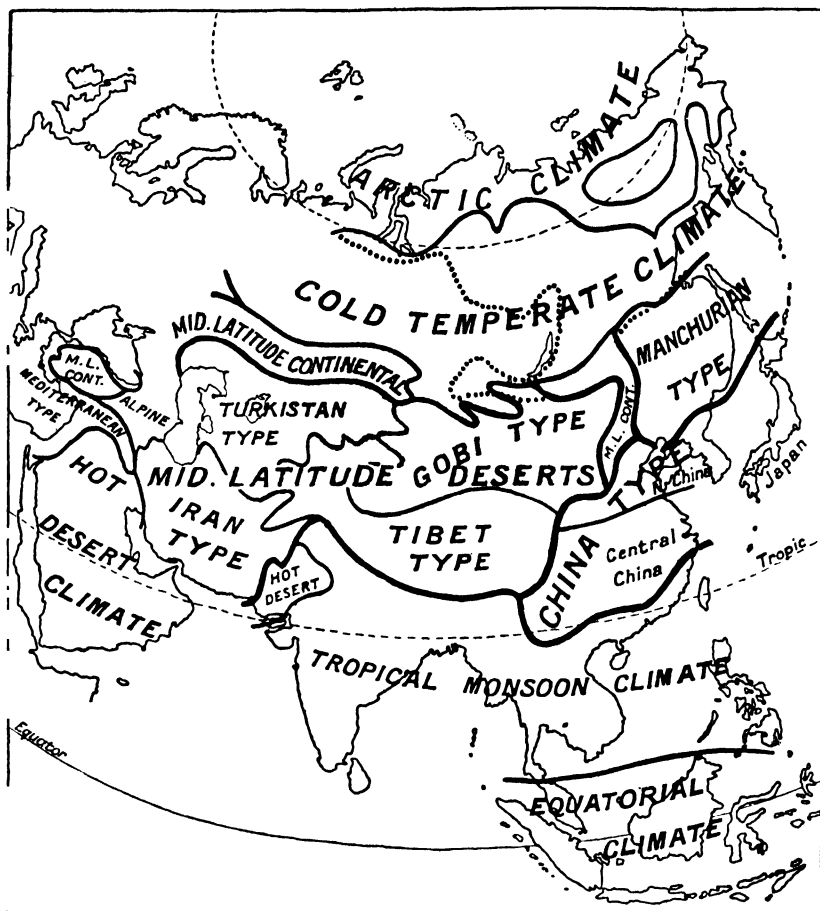 ARCTIC CLIMATE
COLD TEMPERATE CLIMATE
MID. LATITUDE CONTINENTAL
MANCHURIAN
TYPE
M.L.
CONT.
MEDITERRANEAN
TYPE
ALPINE
TURKISTAN
TYPE
GOBI TYPE
M.L. CONT.
MID. LATITUDE DESERTS
HOT
DESERT
CLIMATE
IRAN
TYPE
TIBET
TYPE
HOT
DESERT
CHINA TYPE
N. China
Central
China
Japan
Tropic
TROPICAL MONSOON CLIMATE
Equator
EQUATORIAL
CLIMATE